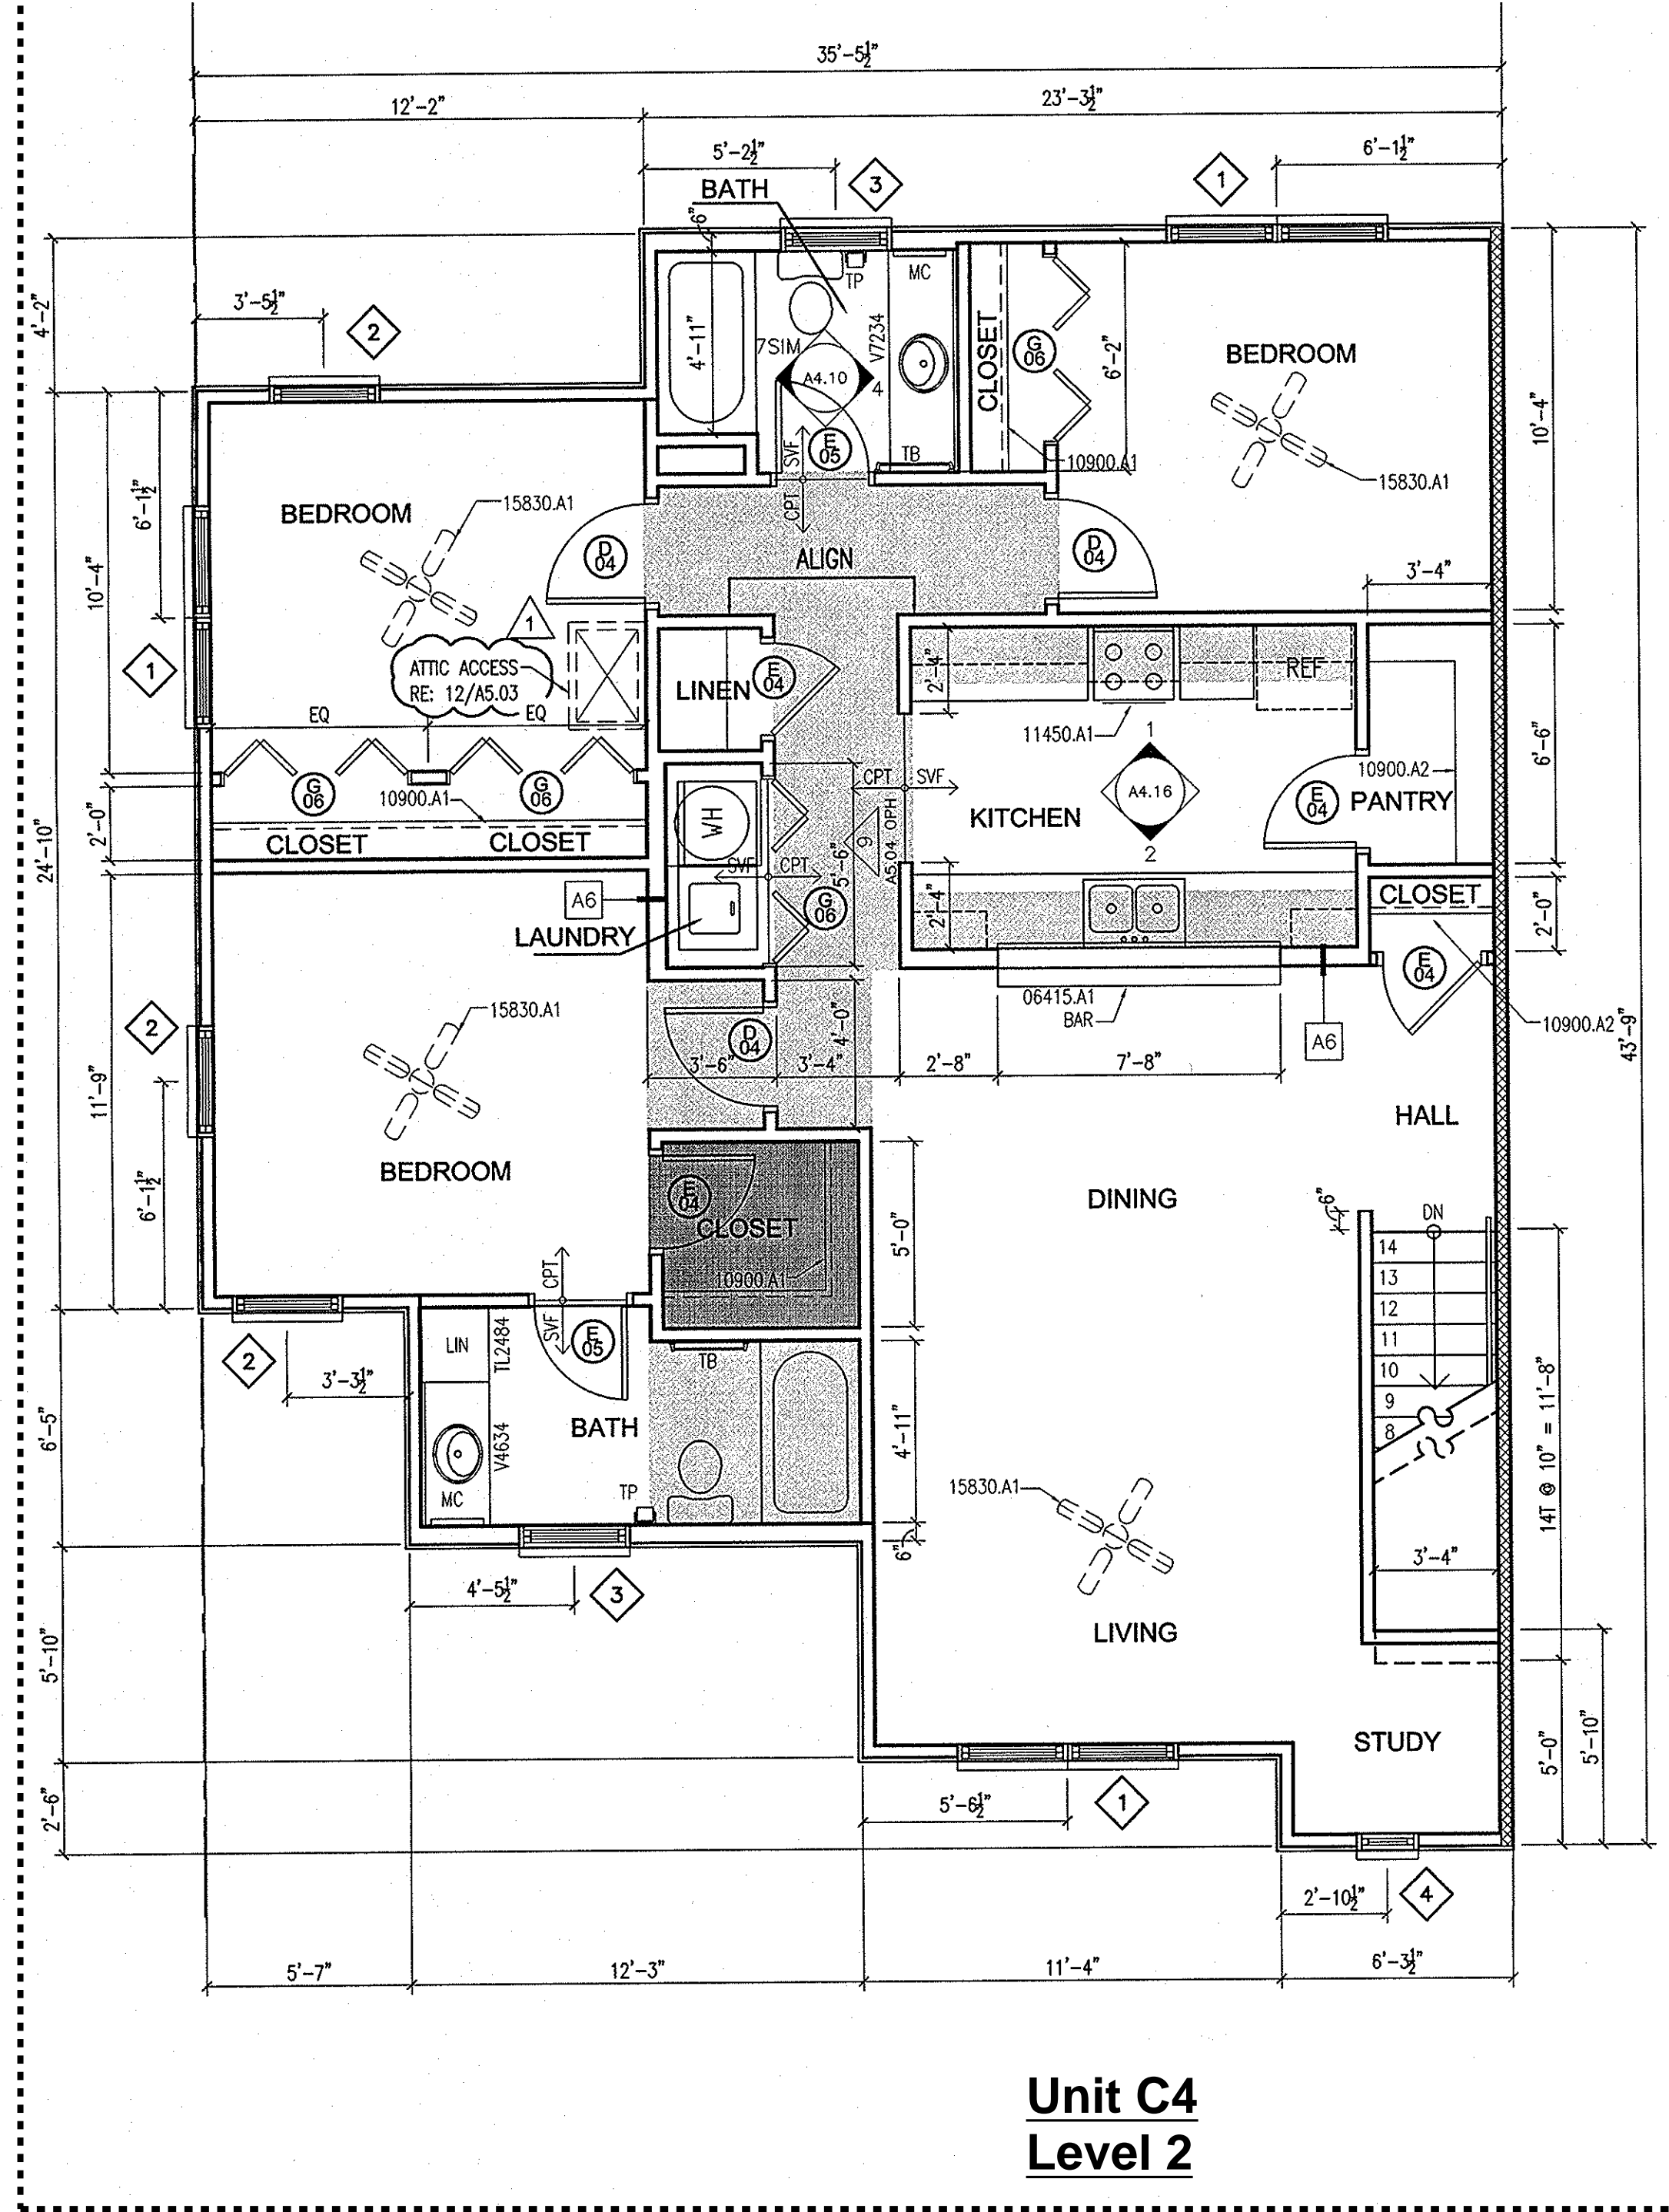 35'-5½"
12'-2"
23'-3½"
5'-2½"
6'-1½"
BATH
3
1
6"
TP
MC
4'-2"
3'-5½"
2
4'-11"
7SIM
V7234
A4.10
4
CLOSET
G
06
6'-2"
BEDROOM
10'-4"
SVF
E
05
TB
10900.A1
15830.A1
6'-1½"
BEDROOM
15830.A1
CPT
D
04
ALIGN
D
04
3'-4"
10'-4"
1
1
ATTIC ACCESS
RE: 12/A5.03
EQ
EQ
LINEN
E
04
2'-4"
REF
11450.A1
1
6'-6"
G
06
G
06
10900.A1
2'-0"
CLOSET
CLOSET
WH
CPT
SVF
KITCHEN
A4.16
2
E
04
10900.A2
PANTRY
9
A5.04
OPH
24'-10"
SVF
CPT
5'-6"
G
06
A6
LAUNDRY
2'-4"
CLOSET
2'-0"
E
04
2
15830.A1
D
04
4'-0"
06415.A1
BAR
A6
10900.A2
43'-9"
3'-6"
3'-4"
2'-8"
7'-8"
11'-9"
HALL
BEDROOM
E
04
CLOSET
10900.A1
5'-0"
DINING
6"
DN
6'-1½"
14
13
12
11
10
9
8
CPT
SVF
E
05
LIN
TL2484
TB
2
3'-3½"
6'-5"
BATH
V4634
MC
TP
4'-11"
6"
14T @ 10" = 11'-8"
15830.A1
3'-4"
4'-5½"
3
LIVING
5'-10"
STUDY
5'-0"
5'-10"
2'-6"
5'-6½"
1
2'-10½"
4
5'-7"
12'-3"
11'-4"
6'-3½"
Unit C4
Level 2